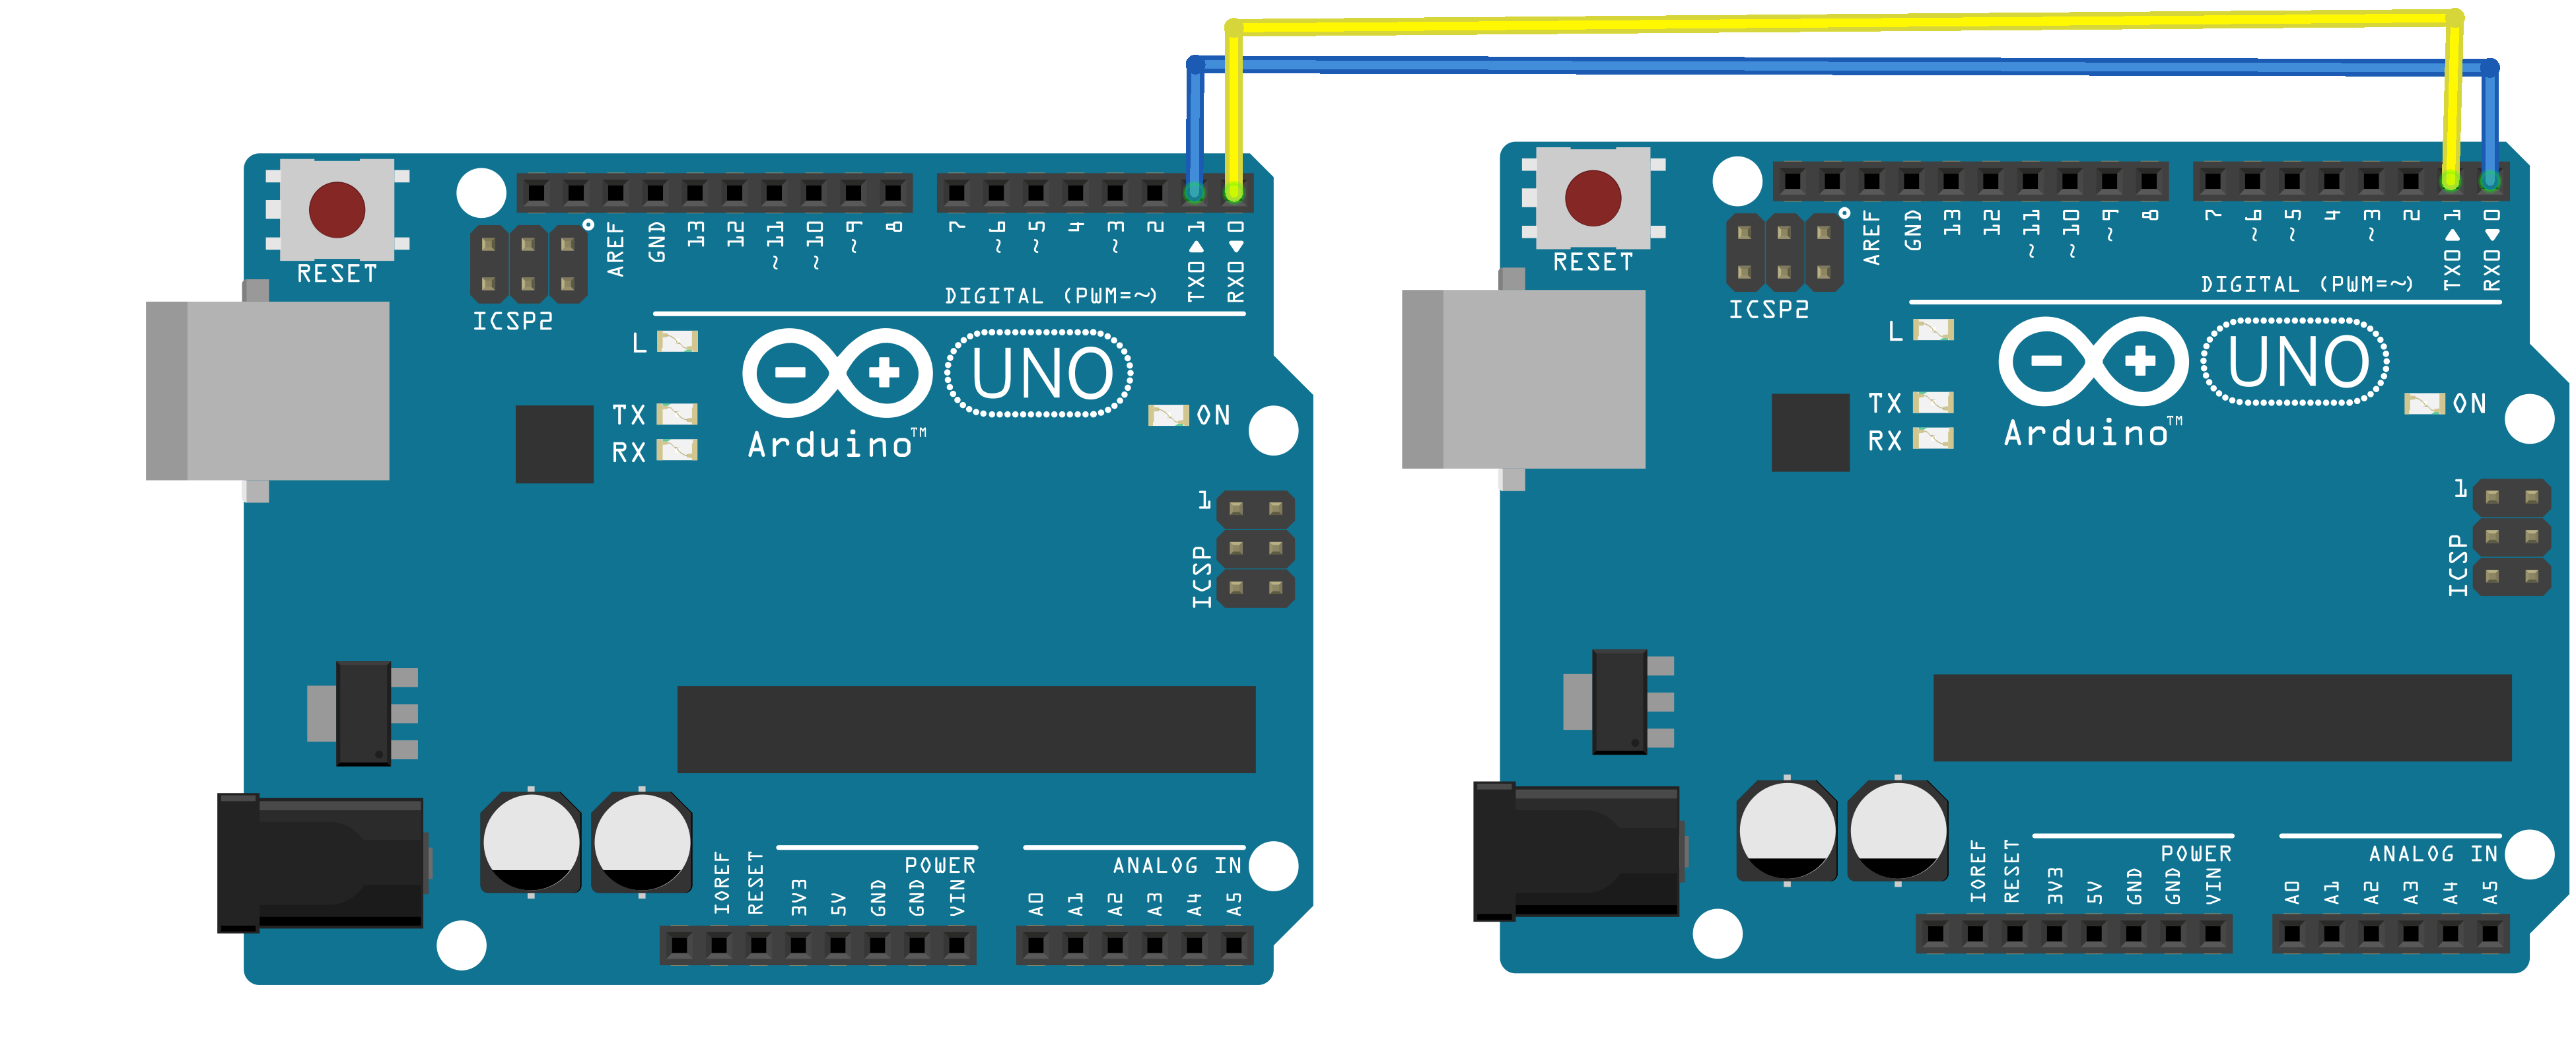 RESET
ICSP2
AREF
GND
13
12
~11
~10
~9
8
7
~6
~5
4
~3
2
TX0▶1
RX0◀0
DIGITAL (PWM=~)
L
TX
RX
UNO
Arduino™
ON
1
ICSP
IOREF
RESET
3V3
5V
GND
GND
VIN
POWER
A0
A1
A2
A3
A4
A5
ANALOG IN
RESET
ICSP2
AREF
GND
13
12
~11
~10
~9
8
7
~6
~5
4
~3
2
TX0▶1
RX0◀0
DIGITAL (PWM=~)
L
TX
RX
UNO
Arduino™
ON
1
ICSP
IOREF
RESET
3V3
5V
GND
GND
VIN
POWER
A0
A1
A2
A3
A4
A5
ANALOG IN